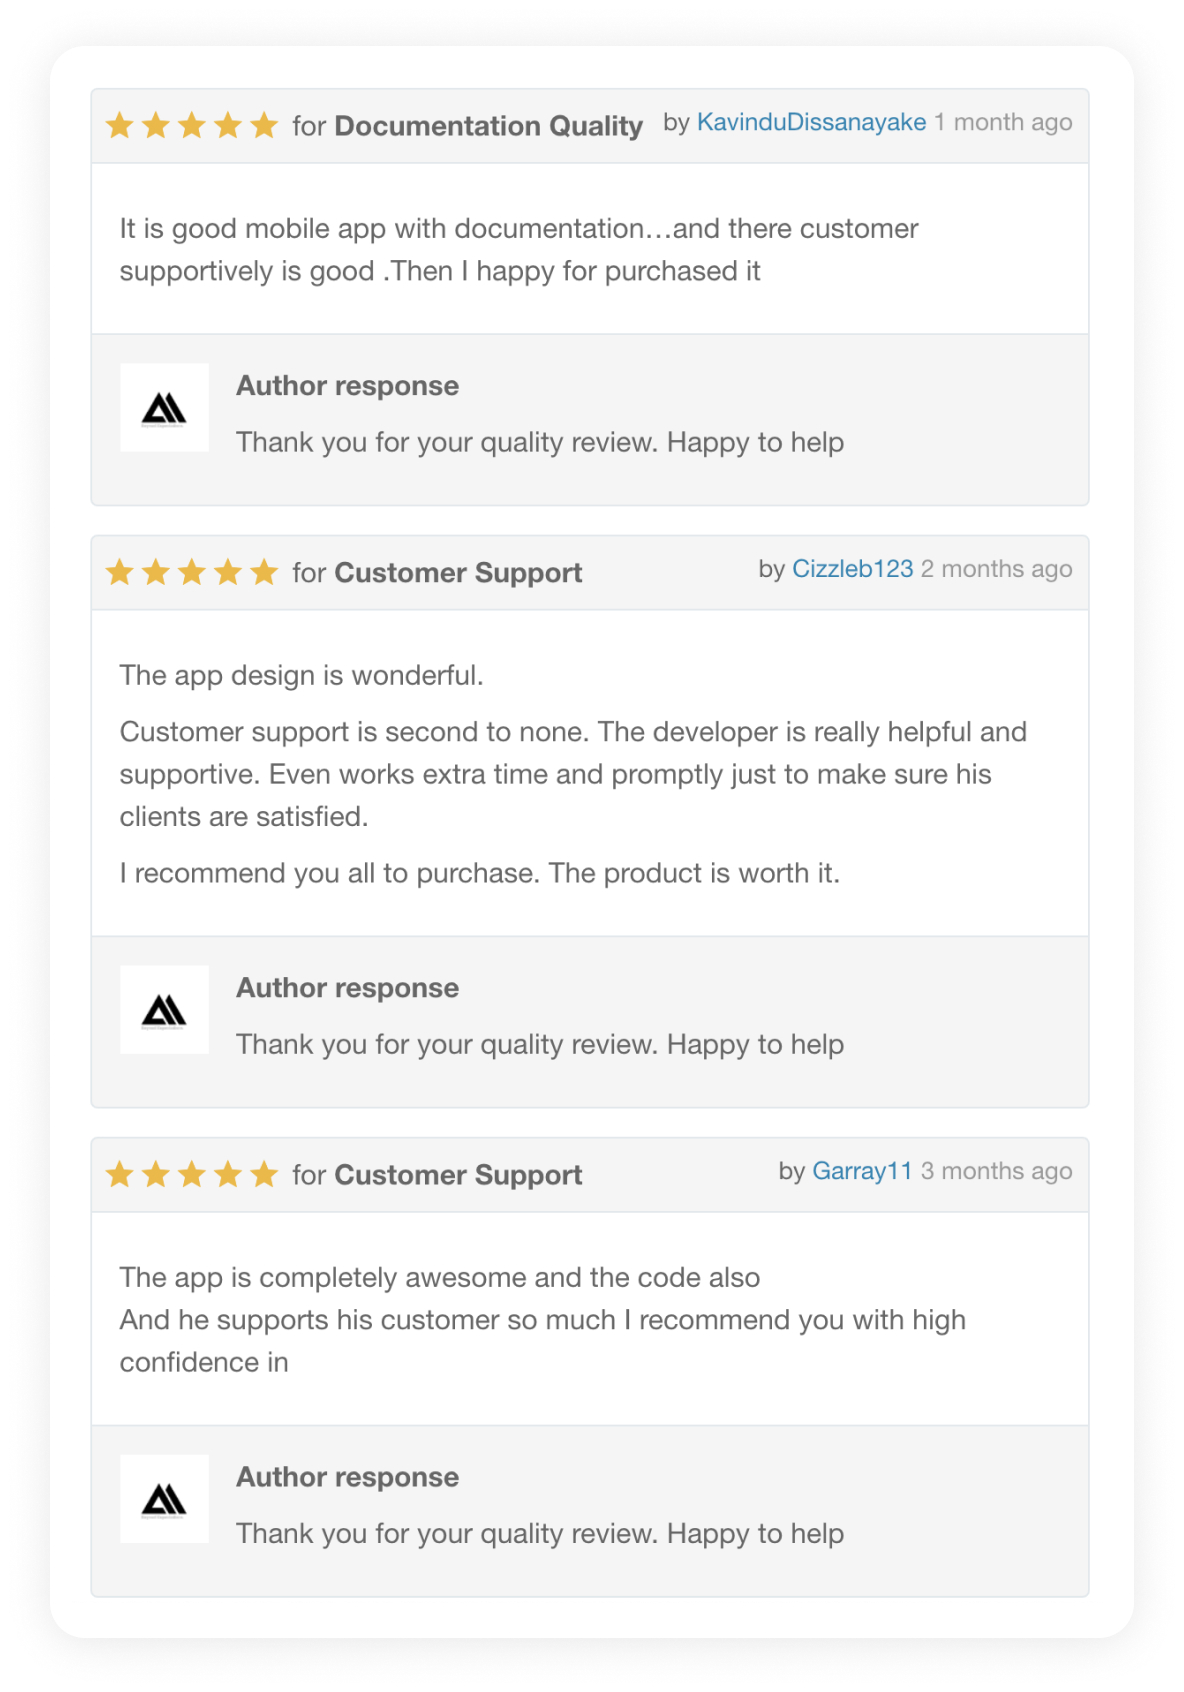 for Documentation Quality by KavinduDissanayake 1 month ago
It is good mobile app with documentation…and there customer
supportively is good .Then I happy for purchased it
Author response
Thank you for your quality review. Happy to help
for Customer Support by Cizzleb123 2 months ago
The app design is wonderful.
Customer support is second to none. The developer is really helpful and
supportive. Even works extra time and promptly just to make sure his
clients are satisfied.
I recommend you all to purchase. The product is worth it.
Author response
Thank you for your quality review. Happy to help
for Customer Support by Garray11 3 months ago
The app is completely awesome and the code also
And he supports his customer so much I recommend you with high
confidence in
Author response
Thank you for your quality review. Happy to help